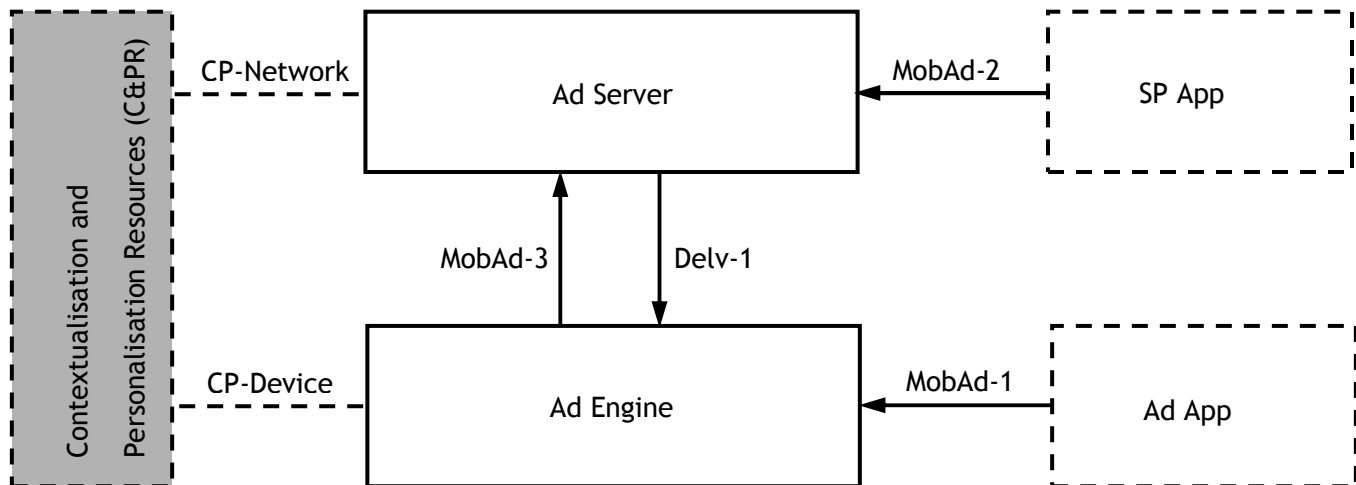 Contextualisation and
Personalisation Resources (C&PR)
CP-Network
Ad Server
MobAd-2
SP App
MobAd-3
Delv-1
CP-Device
Ad Engine
MobAd-1
Ad App